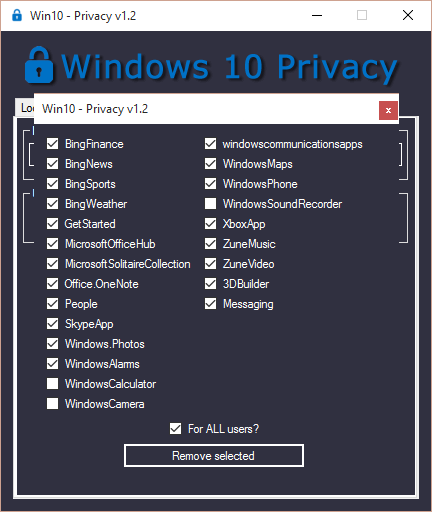 Win10 - Privacy v1.2
Windows 10 Privacy
Win10 - Privacy v1.2
x
BingFinance
BingNews
BingSports
BingWeather
GetStarted
MicrosoftOfficeHub
MicrosoftSolitaireCollection
Office.OneNote
People
SkypeApp
Windows.Photos
WindowsAlarms
WindowsCalculator
WindowsCamera
windowscommunicationsapps
WindowsMaps
WindowsPhone
WindowsSoundRecorder
XboxApp
ZuneMusic
ZuneVideo
3DBuilder
Messaging
For ALL users?
Remove selected